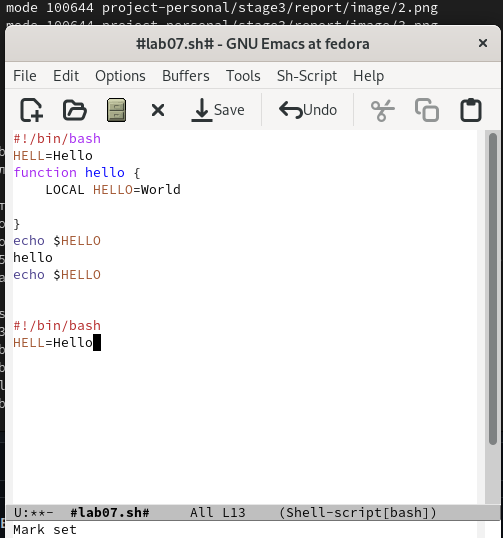 mode 100644 project-personal/stage3/report/image/2.png
mode 100644 project-personal/stage3/report/image/3.png
#lab07.sh# - GNU Emacs at fedora
File Edit Options Buffers Tools Sh-Script Help
Save Undo
#!/bin/bash
HELL=Hello
function hello {
    LOCAL HELLO=World
}
echo $HELLO
hello
echo $HELLO
#!/bin/bash
HELL=Hello
U:**- #lab07.sh# All L13 (Shell-script[bash])
Mark set